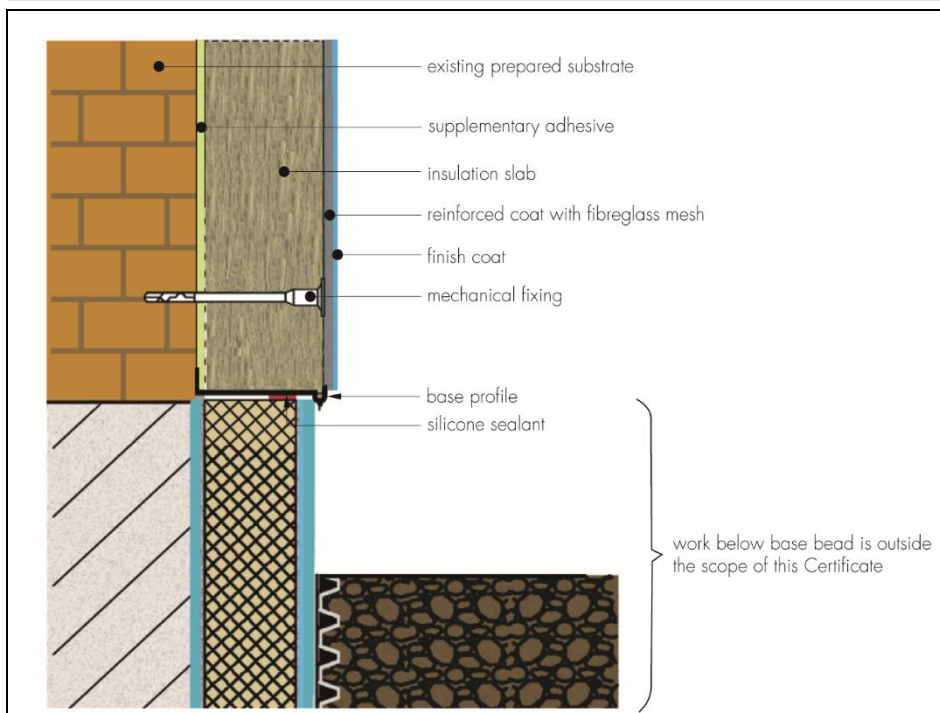 existing prepared substrate
supplementary adhesive
insulation slab
reinforced coat with fibreglass mesh
finish coat
mechanical fixing
base profile
silicone sealant
work below base bead is outside
the scope of this Certificate